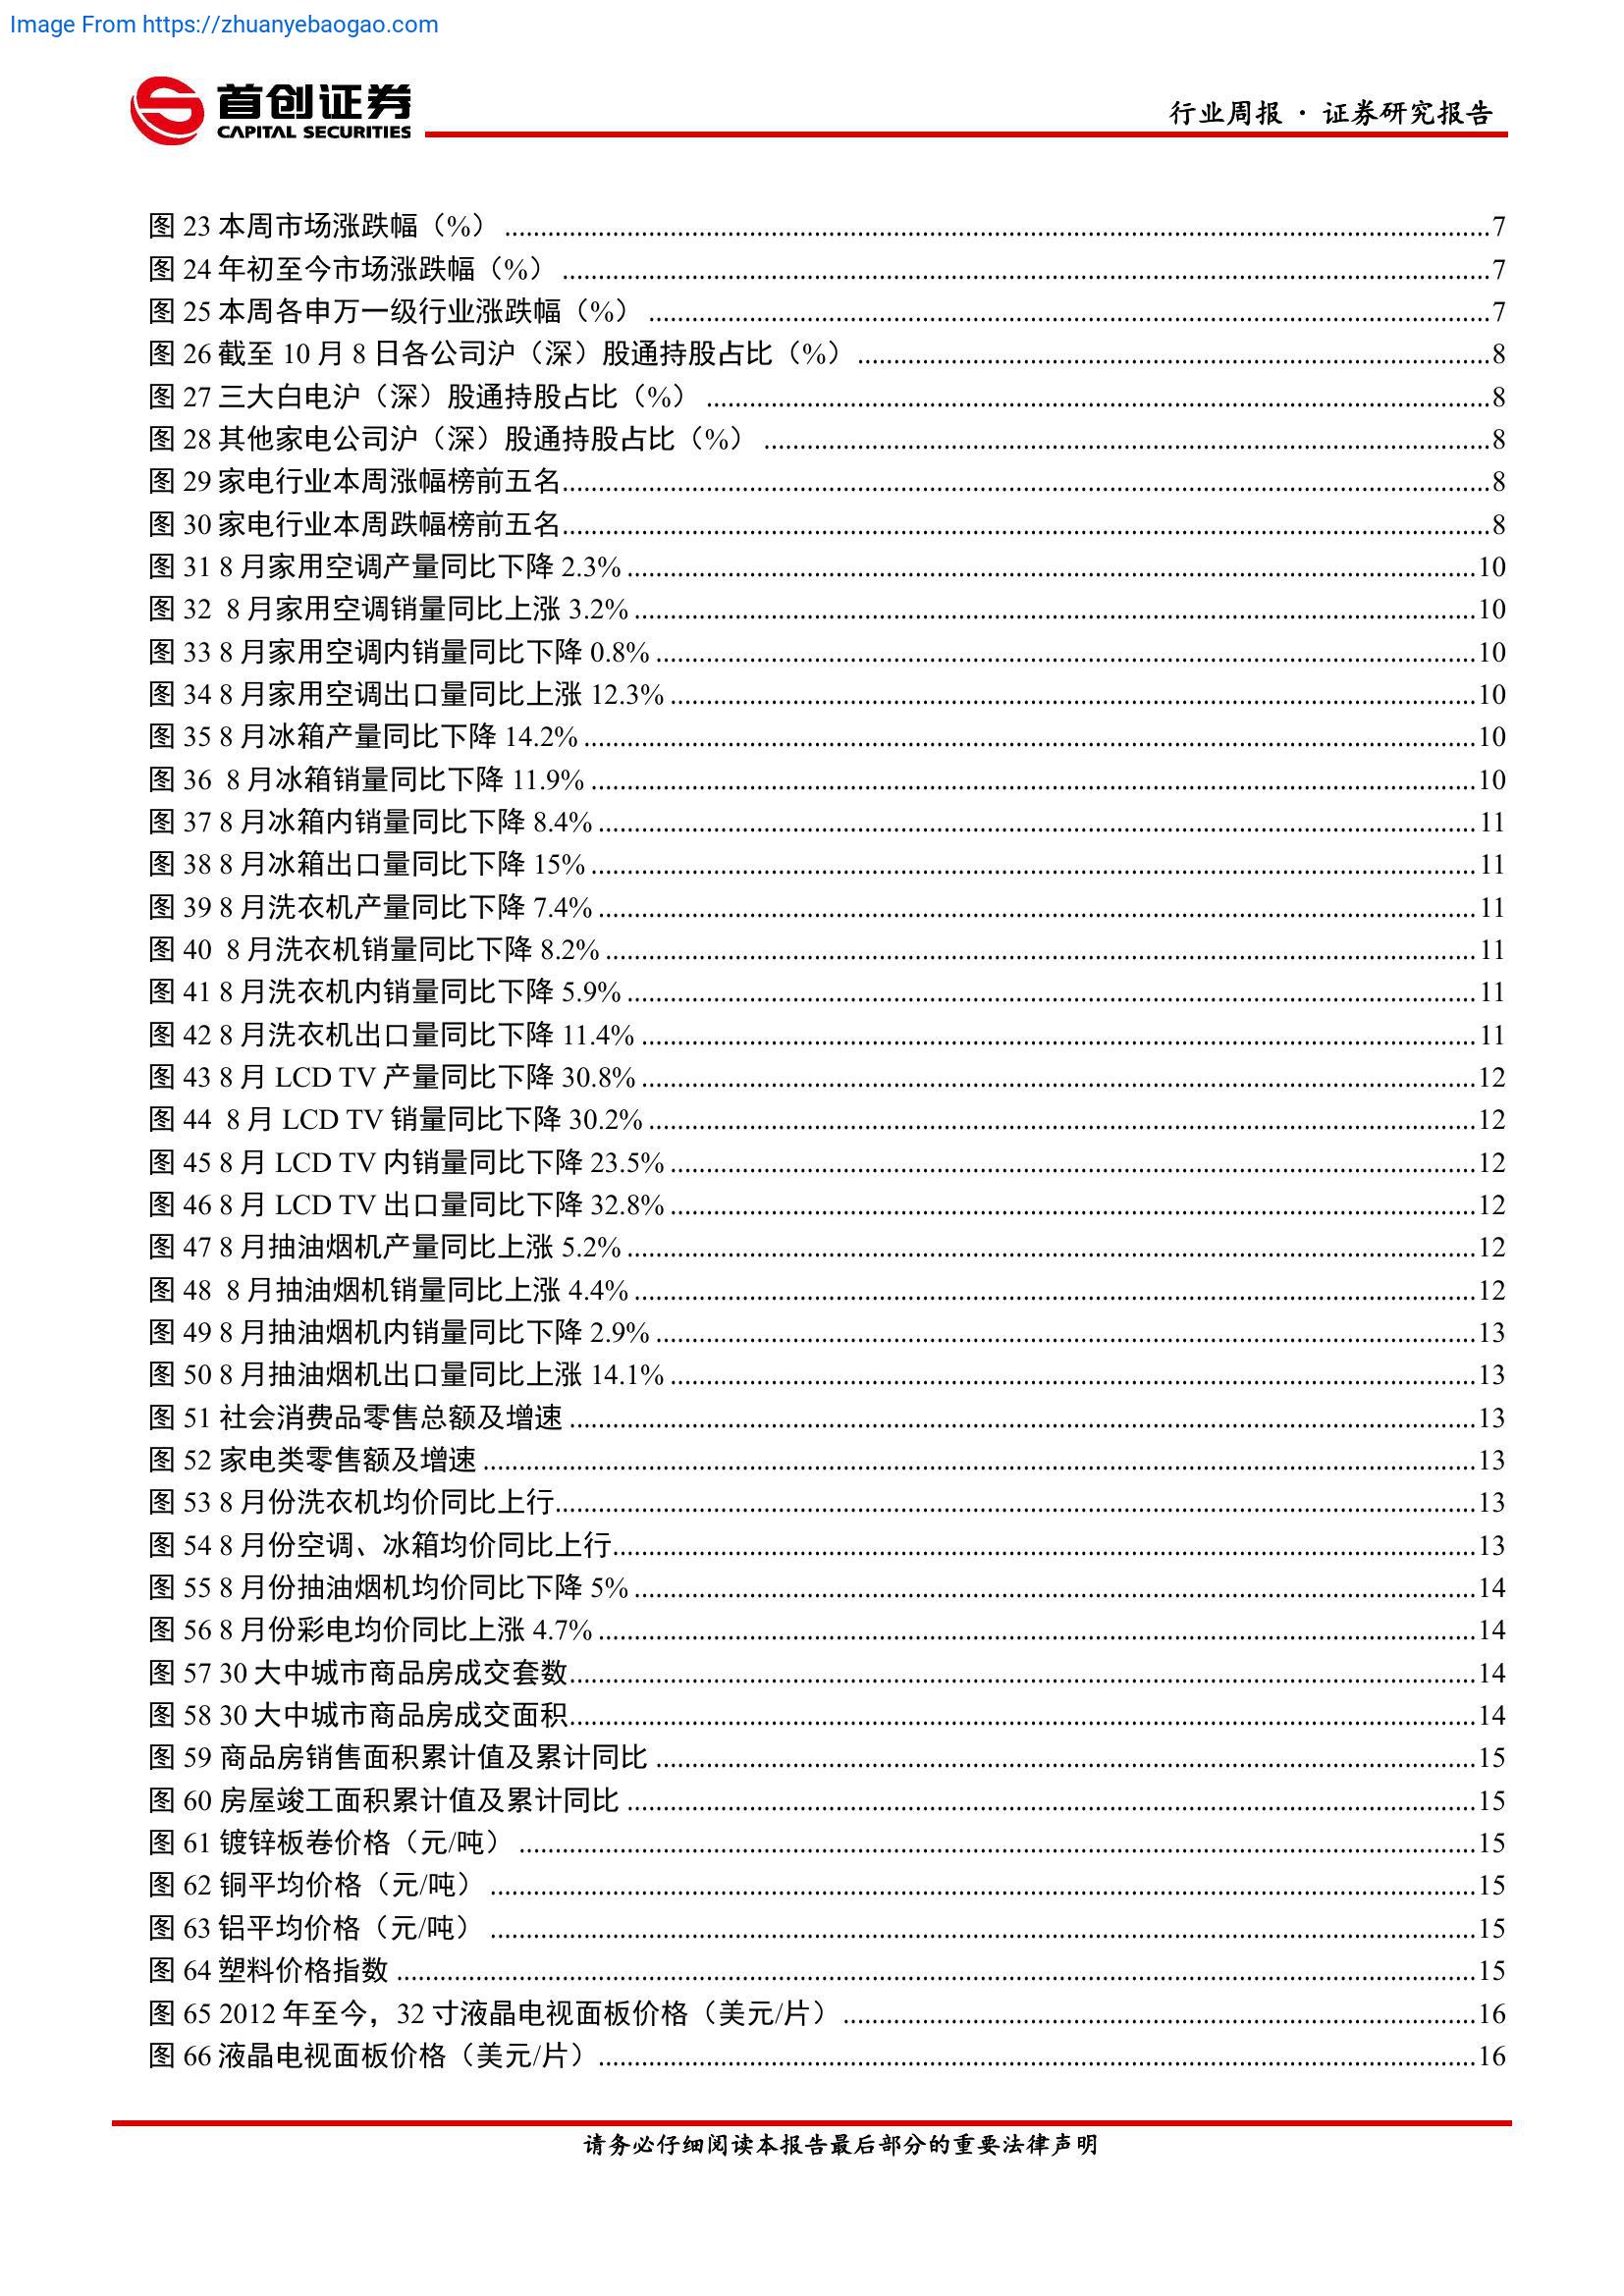 Image From https://zhuanyebaogao.com
首创证券
CAPITAL SECURITIES
行业周报 · 证券研究报告
图 23 本周市场涨跌幅（%） ........ 7
图 24 年初至今市场涨跌幅（%） ........ 7
图 25 本周各申万一级行业涨跌幅（%） ........ 7
图 26 截至 10 月 8 日各公司沪（深）股通持股占比（%） ........ 8
图 27 三大白电沪（深）股通持股占比（%） ........ 8
图 28 其他家电公司沪（深）股通持股占比（%） ........ 8
图 29 家电行业本周涨幅榜前五名........ 8
图 30 家电行业本周跌幅榜前五名........ 8
图 31 8 月家用空调产量同比下降 2.3% ........ 10
图 32 8 月家用空调销量同比上涨 3.2% ........ 10
图 33 8 月家用空调内销量同比下降 0.8% ........ 10
图 34 8 月家用空调出口量同比上涨 12.3% ........ 10
图 35 8 月冰箱产量同比下降 14.2% ........ 10
图 36 8 月冰箱销量同比下降 11.9% ........ 10
图 37 8 月冰箱内销量同比下降 8.4% ........ 11
图 38 8 月冰箱出口量同比下降 15% ........ 11
图 39 8 月洗衣机产量同比下降 7.4% ........ 11
图 40 8 月洗衣机销量同比下降 8.2% ........ 11
图 41 8 月洗衣机内销量同比下降 5.9% ........ 11
图 42 8 月洗衣机出口量同比下降 11.4% ........ 11
图 43 8 月 LCD TV 产量同比下降 30.8% ........ 12
图 44 8 月 LCD TV 销量同比下降 30.2% ........ 12
图 45 8 月 LCD TV 内销量同比下降 23.5% ........ 12
图 46 8 月 LCD TV 出口量同比下降 32.8% ........ 12
图 47 8 月抽油烟机产量同比上涨 5.2% ........ 12
图 48 8 月抽油烟机销量同比上涨 4.4% ........ 12
图 49 8 月抽油烟机内销量同比下降 2.9% ........ 13
图 50 8 月抽油烟机出口量同比上涨 14.1% ........ 13
图 51 社会消费品零售总额及增速 ........ 13
图 52 家电类零售额及增速 ........ 13
图 53 8 月份洗衣机均价同比上行........ 13
图 54 8 月份空调、冰箱均价同比上行........ 13
图 55 8 月份抽油烟机均价同比下降 5% ........ 14
图 56 8 月份彩电均价同比上涨 4.7% ........ 14
图 57 30 大中城市商品房成交套数........ 14
图 58 30 大中城市商品房成交面积........ 14
图 59 商品房销售面积累计值及累计同比 ........ 15
图 60 房屋竣工面积累计值及累计同比 ........ 15
图 61 镀锌板卷价格（元/吨） ........ 15
图 62 铜平均价格（元/吨） ........ 15
图 63 铝平均价格（元/吨） ........ 15
图 64 塑料价格指数 ........ 15
图 65 2012 年至今，32 寸液晶电视面板价格（美元/片） ........ 16
图 66 液晶电视面板价格（美元/片）........ 16
请务必仔细阅读本报告最后部分的重要法律声明